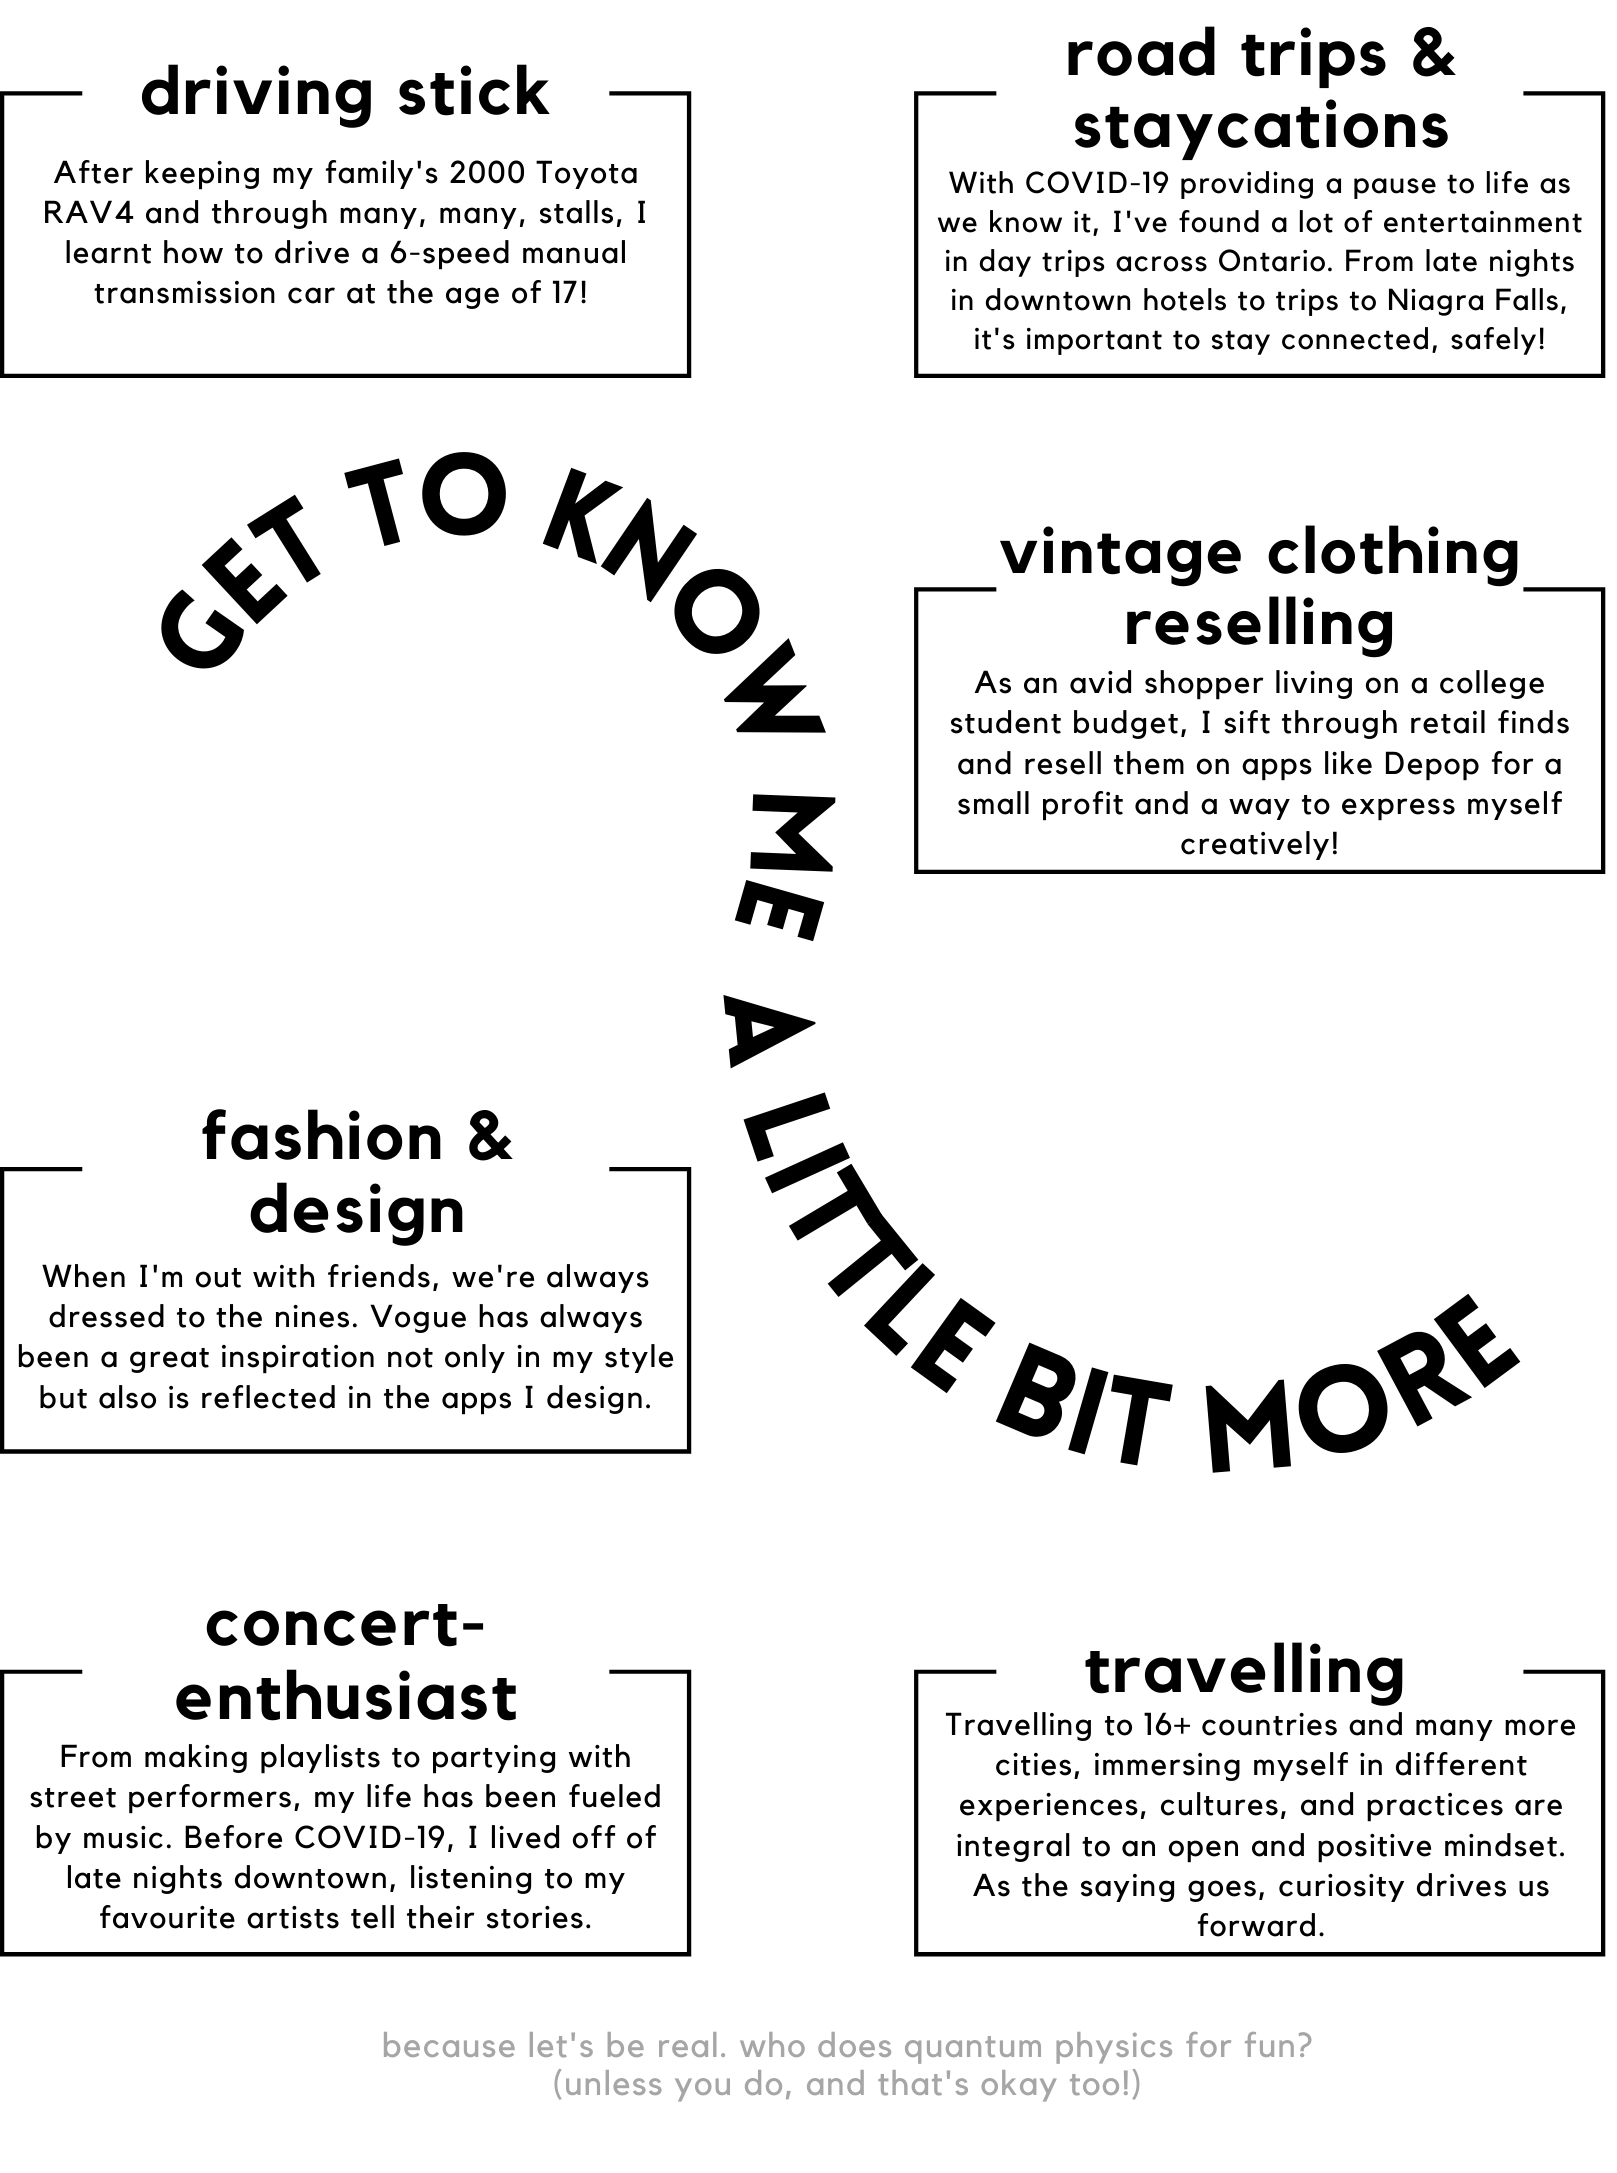 driving stick
After keeping my family's 2000 Toyota
RAV4 and through many, many, stalls, I
learnt how to drive a 6-speed manual
transmission car at the age of 17!
road trips &
staycations
With COVID-19 providing a pause to life as
we know it, I've found a lot of entertainment
in day trips across Ontario. From late nights
in downtown hotels to trips to Niagra Falls,
it's important to stay connected, safely!
GET TO KNOW ME A LITTLE BIT MORE
vintage clothing
reselling
As an avid shopper living on a college
student budget, I sift through retail finds
and resell them on apps like Depop for a
small profit and a way to express myself
creatively!
fashion &
design
When I'm out with friends, we're always
dressed to the nines. Vogue has always
been a great inspiration not only in my style
but also is reflected in the apps I design.
concert-
enthusiast
From making playlists to partying with
street performers, my life has been fueled
by music. Before COVID-19, I lived off of
late nights downtown, listening to my
favourite artists tell their stories.
travelling
Travelling to 16+ countries and many more
cities, immersing myself in different
experiences, cultures, and practices are
integral to an open and positive mindset.
As the saying goes, curiosity drives us
forward.
because let's be real. who does quantum physics for fun?
(unless you do, and that's okay too!)